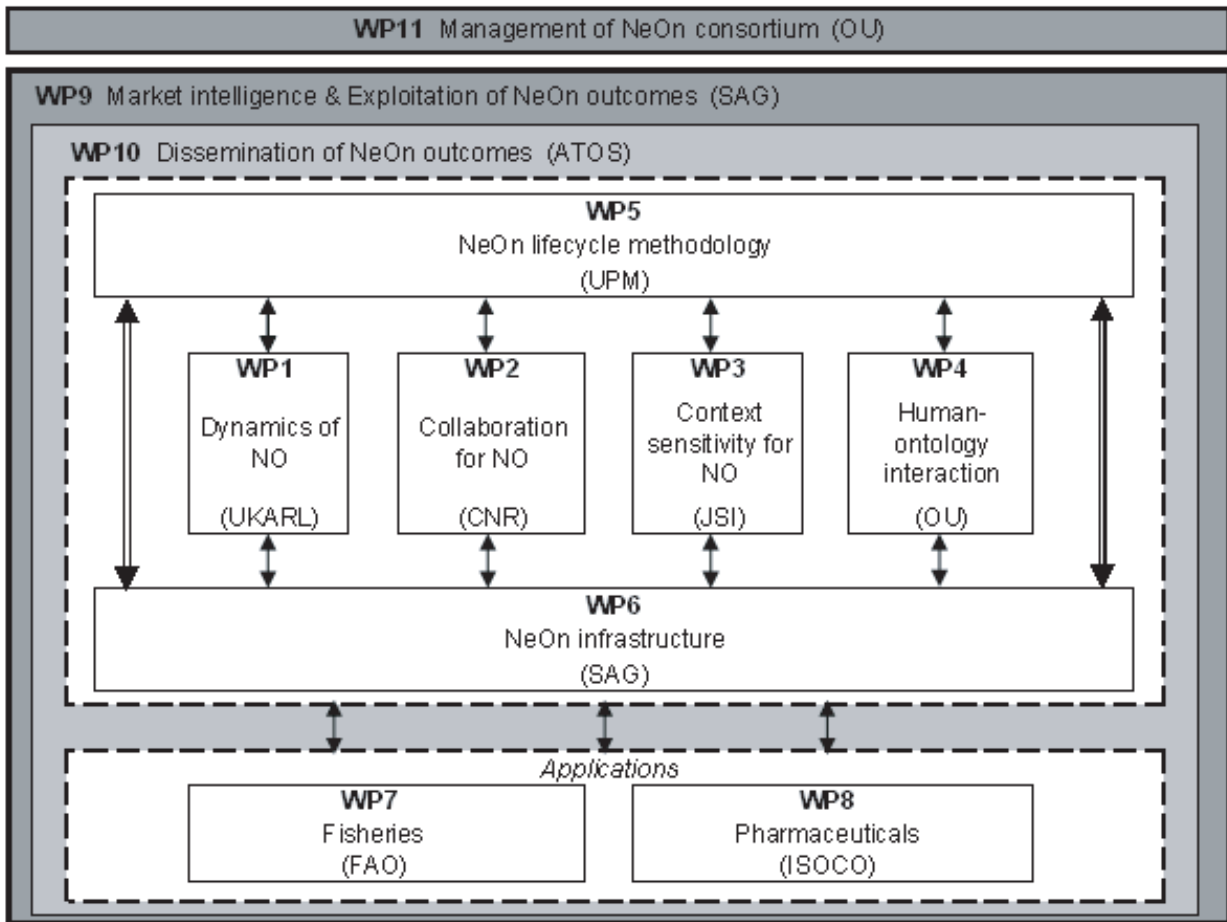 WP11 Management of NeOn consortium (OU)
WP9 Market intelligence & Exploitation of NeOn outcomes (SAG)
WP10 Dissemination of NeOn outcomes (ATOS)
WP5
NeOn lifecycle methodology
(UPM)
WP1
Dynamics of
NO
(UKARL)
WP2
Collaboration
for NO
(CNR)
WP3
Context
sensitivity for
NO
(JSI)
WP4
Human-
ontology
interaction
(OU)
WP6
NeOn infrastructure
(SAG)
Applications
WP7
Fisheries
(FAO)
WP8
Pharmaceuticals
(ISOCO)